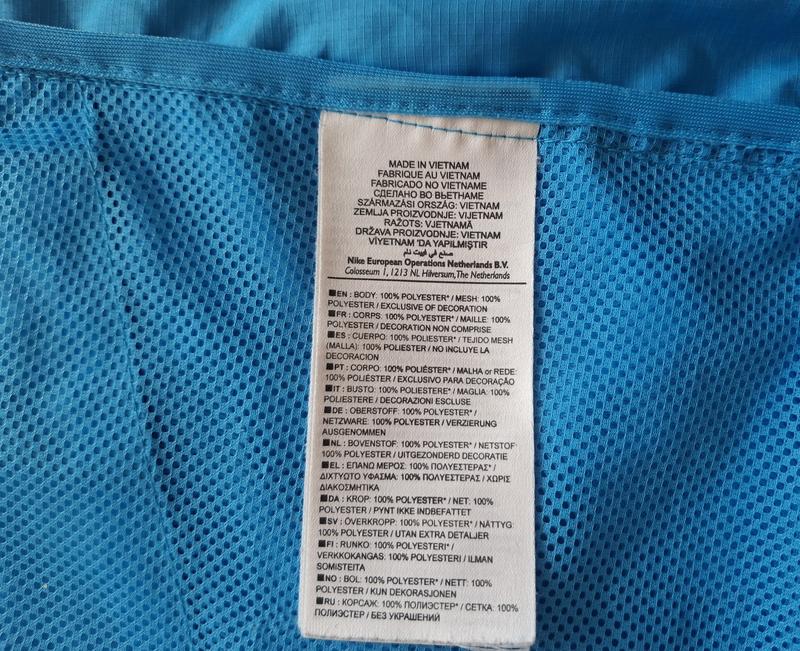 MADE IN VIETNAM
FABRIQUE AU VIETNAM
FABRICADO NO VIETNAME
СДЕЛАНО ВО ВЬЕТНАМЕ
SZÁRMAZÁSI ORSZÁG: VIETNAM
ZEMLJA PROIZVODNJE: VIJETNAM
RAŽOTS: VJETNAMĀ
DRŽAVA PROIZVODNJE: VIETNAM
VİYETNAM 'DA YAPILMIŞTIR
صنع في فييت نام
Nike European Operations Netherlands B.V.
Colosseum 1, 1213 NL Hilversum, The Netherlands
■EN : BODY: 100% POLYESTER* / MESH: 100%
POLYESTER / EXCLUSIVE OF DECORATION
■FR : CORPS: 100% POLYESTER* / MAILLE: 100%
POLYESTER / DECORATION NON COMPRISE
■ES : CUERPO: 100% POLIESTER* / TEJIDO MESH
(MALLA): 100% POLIESTER / NO INCLUYE LA
DECORACION
■PT : CORPO: 100% POLIÉSTER* / MALHA or REDE:
100% POLIÉSTER / EXCLUSIVO PARA DECORAÇÃO
■IT : BUSTO: 100% POLIESTERE* / MAGLIA: 100%
POLIESTERE / DECORAZIONI ESCLUSE
■DE : OBERSTOFF: 100% POLYESTER* /
NETZWARE: 100% POLYESTER / VERZIERUNG
AUSGENOMMEN
■NL : BOVENSTOF: 100% POLYESTER* / NETSTOF:
100% POLYESTER / UITGEZONDERD DECORATIE
■EL : ΕΠΑΝΩ ΜΕΡΟΣ: 100% ΠΟΛΥΕΣΤΕΡΑΣ* /
ΔΙΧΤΥΩΤΟ ΥΦΑΣΜΑ: 100% ΠΟΛΥΕΣΤΕΡΑΣ / ΧΩΡΙΣ
ΔΙΑΚΟΣΜΗΤΙΚΑ
■DA : KROP: 100% POLYESTER* / NET: 100%
POLYESTER / PYNT IKKE INDBEFATTET
■SV : ÖVERKROPP: 100% POLYESTER* / NÄTTYG:
100% POLYESTER / UTAN EXTRA DETALJER
■FI : RUNKO: 100% POLYESTERI* /
VERKKOKANGAS: 100% POLYESTERI / ILMAN
SOMISTEITA
■NO : BOL: 100% POLYESTER* / NETT: 100%
POLYESTER / KUN DEKORASJONEN
■RU : КОРСАЖ: 100% ПОЛИЭСТЕР* / СЕТКА: 100%
ПОЛИЭСТЕР / БЕЗ УКРАШЕНИЙ